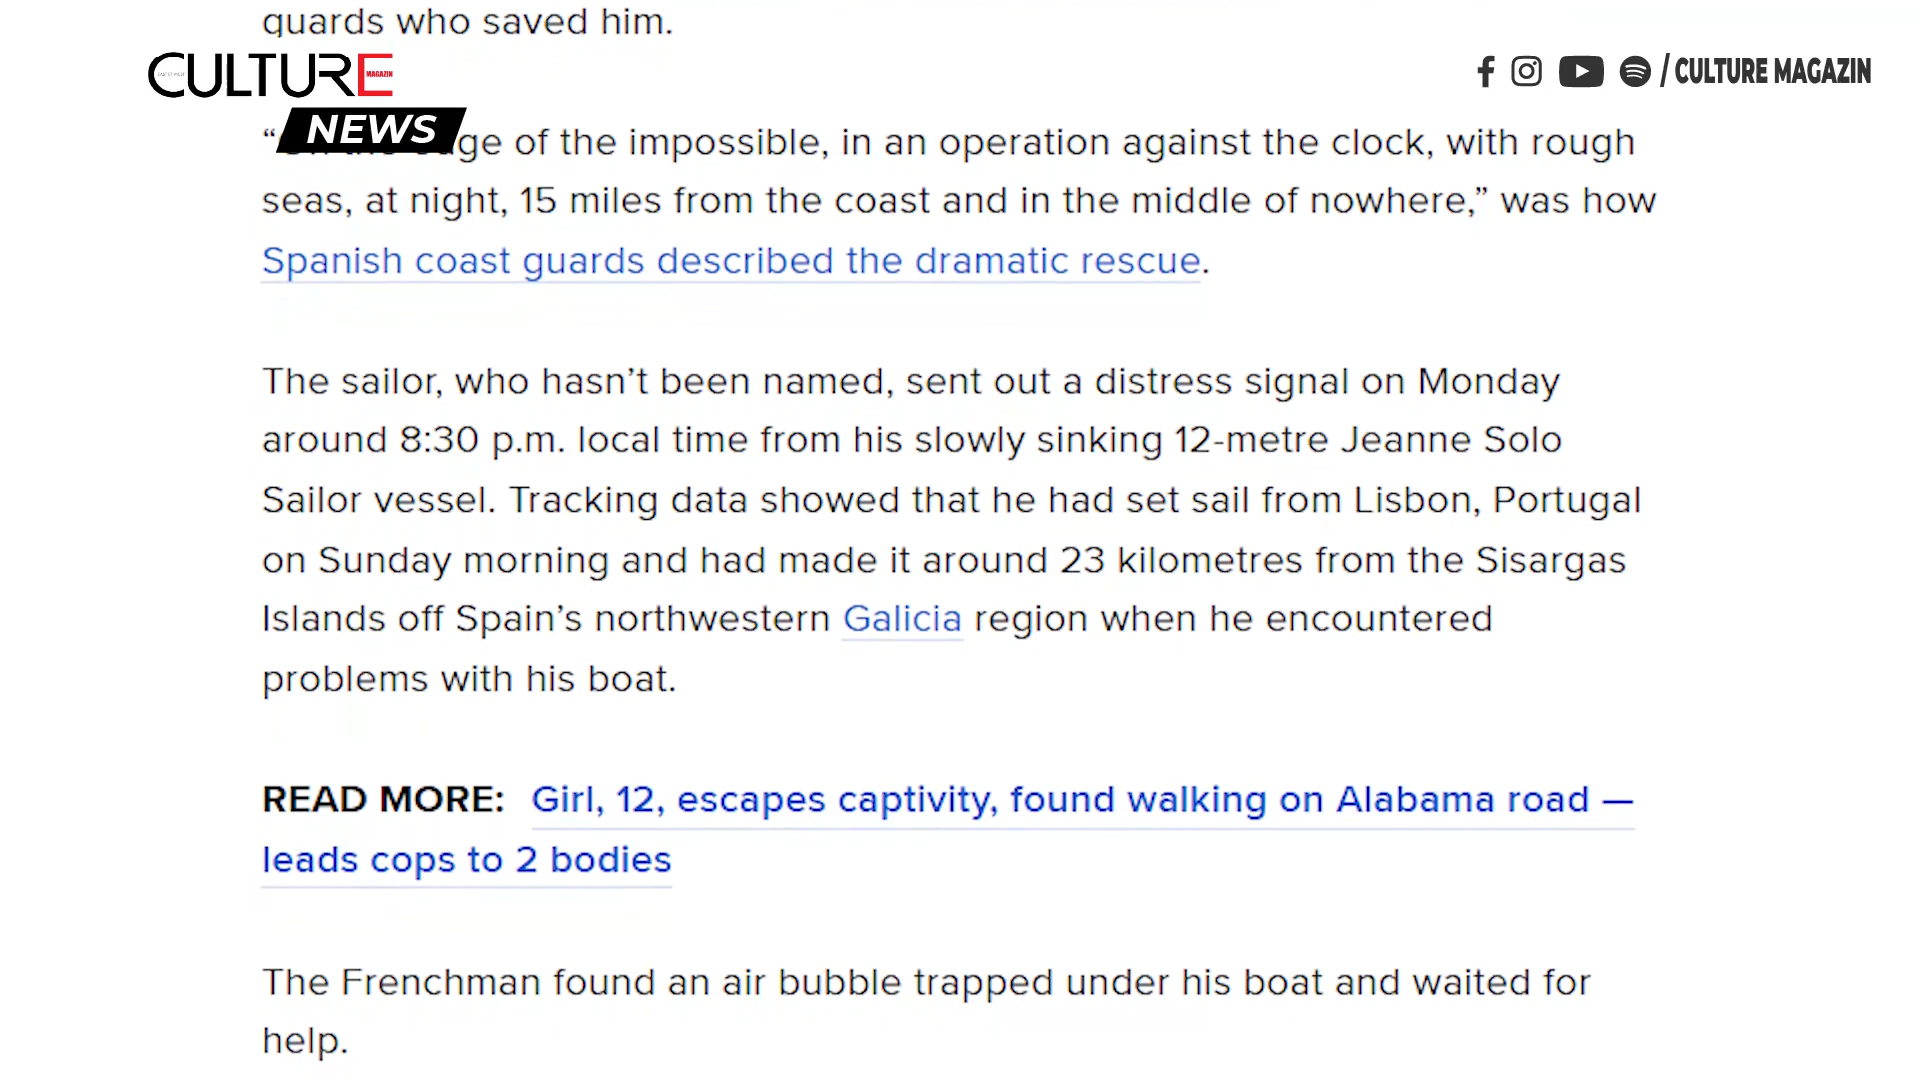 guards who saved him.
CULTURE
MAGAZIN
/ CULTURE MAGAZIN
NEWS
“ge of the impossible, in an operation against the clock, with rough
seas, at night, 15 miles from the coast and in the middle of nowhere,” was how
Spanish coast guards described the dramatic rescue.
The sailor, who hasn’t been named, sent out a distress signal on Monday
around 8:30 p.m. local time from his slowly sinking 12-metre Jeanne Solo
Sailor vessel. Tracking data showed that he had set sail from Lisbon, Portugal
on Sunday morning and had made it around 23 kilometres from the Sisargas
Islands off Spain’s northwestern Galicia region when he encountered
problems with his boat.
READ MORE: Girl, 12, escapes captivity, found walking on Alabama road —
leads cops to 2 bodies
The Frenchman found an air bubble trapped under his boat and waited for
help.